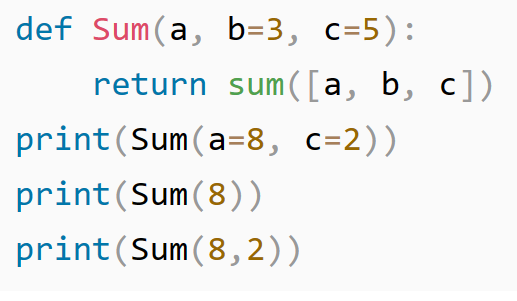 def Sum(a, b=3, c=5):
    return sum([a, b, c])
print(Sum(a=8, c=2))
print(Sum(8))
print(Sum(8,2))